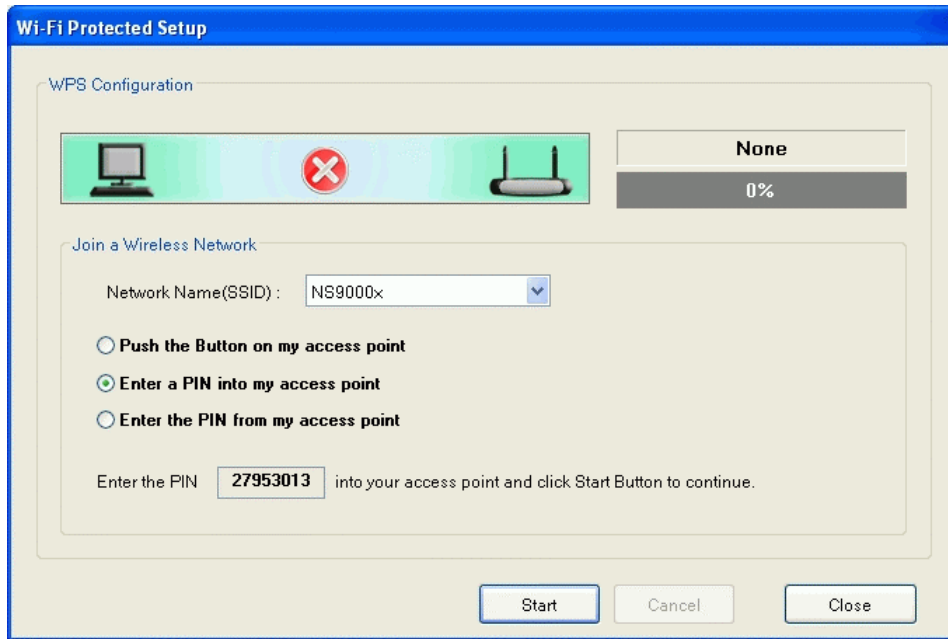 Wi-Fi Protected Setup
WPS Configuration
None
0%
Join a Wireless Network
Network Name(SSID) : NS9000x
Push the Button on my access point
Enter a PIN into my access point
Enter the PIN from my access point
Enter the PIN 27953013 into your access point and click Start Button to continue.
Start Cancel Close